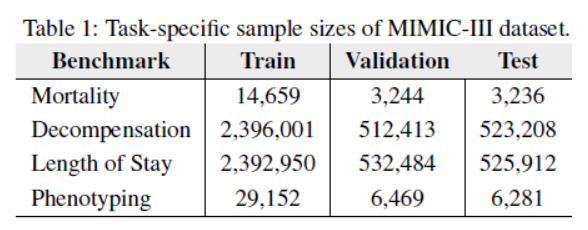 Table 1: Task-specific sample sizes of MIMIC-III dataset.
Benchmark Train Validation Test
Mortality 14,659 3,244 3,236
Decompensation 2,396,001 512,413 523,208
Length of Stay 2,392,950 532,484 525,912
Phenotyping 29,152 6,469 6,281